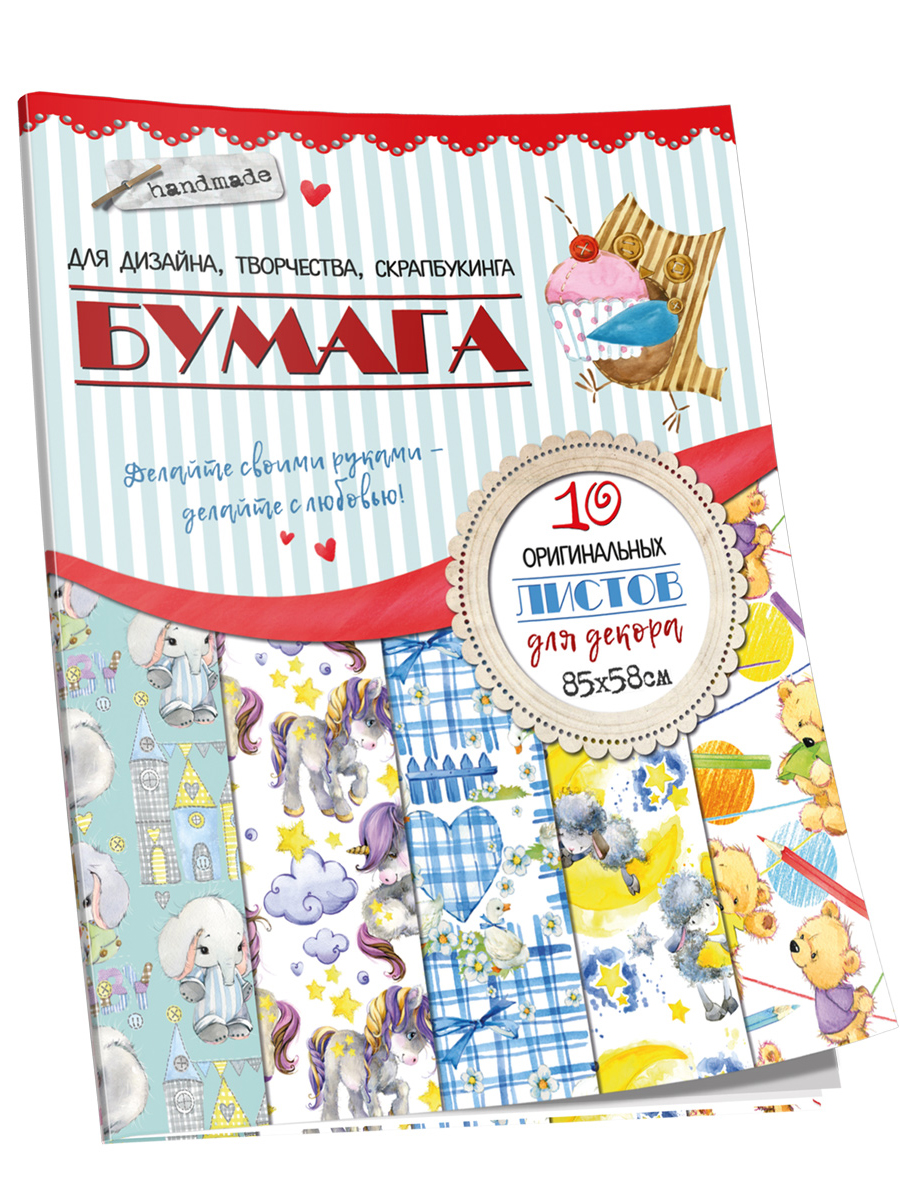 handmade
ДЛЯ ДИЗАЙНА, ТВОРЧЕСТВА, СКРАПБУКИНГА
БУМАГА
Делайте своими руками –
делайте с любовью!
10
ОРИГИНАЛЬНЫХ
ЛИСТОВ
для декора
85х58см